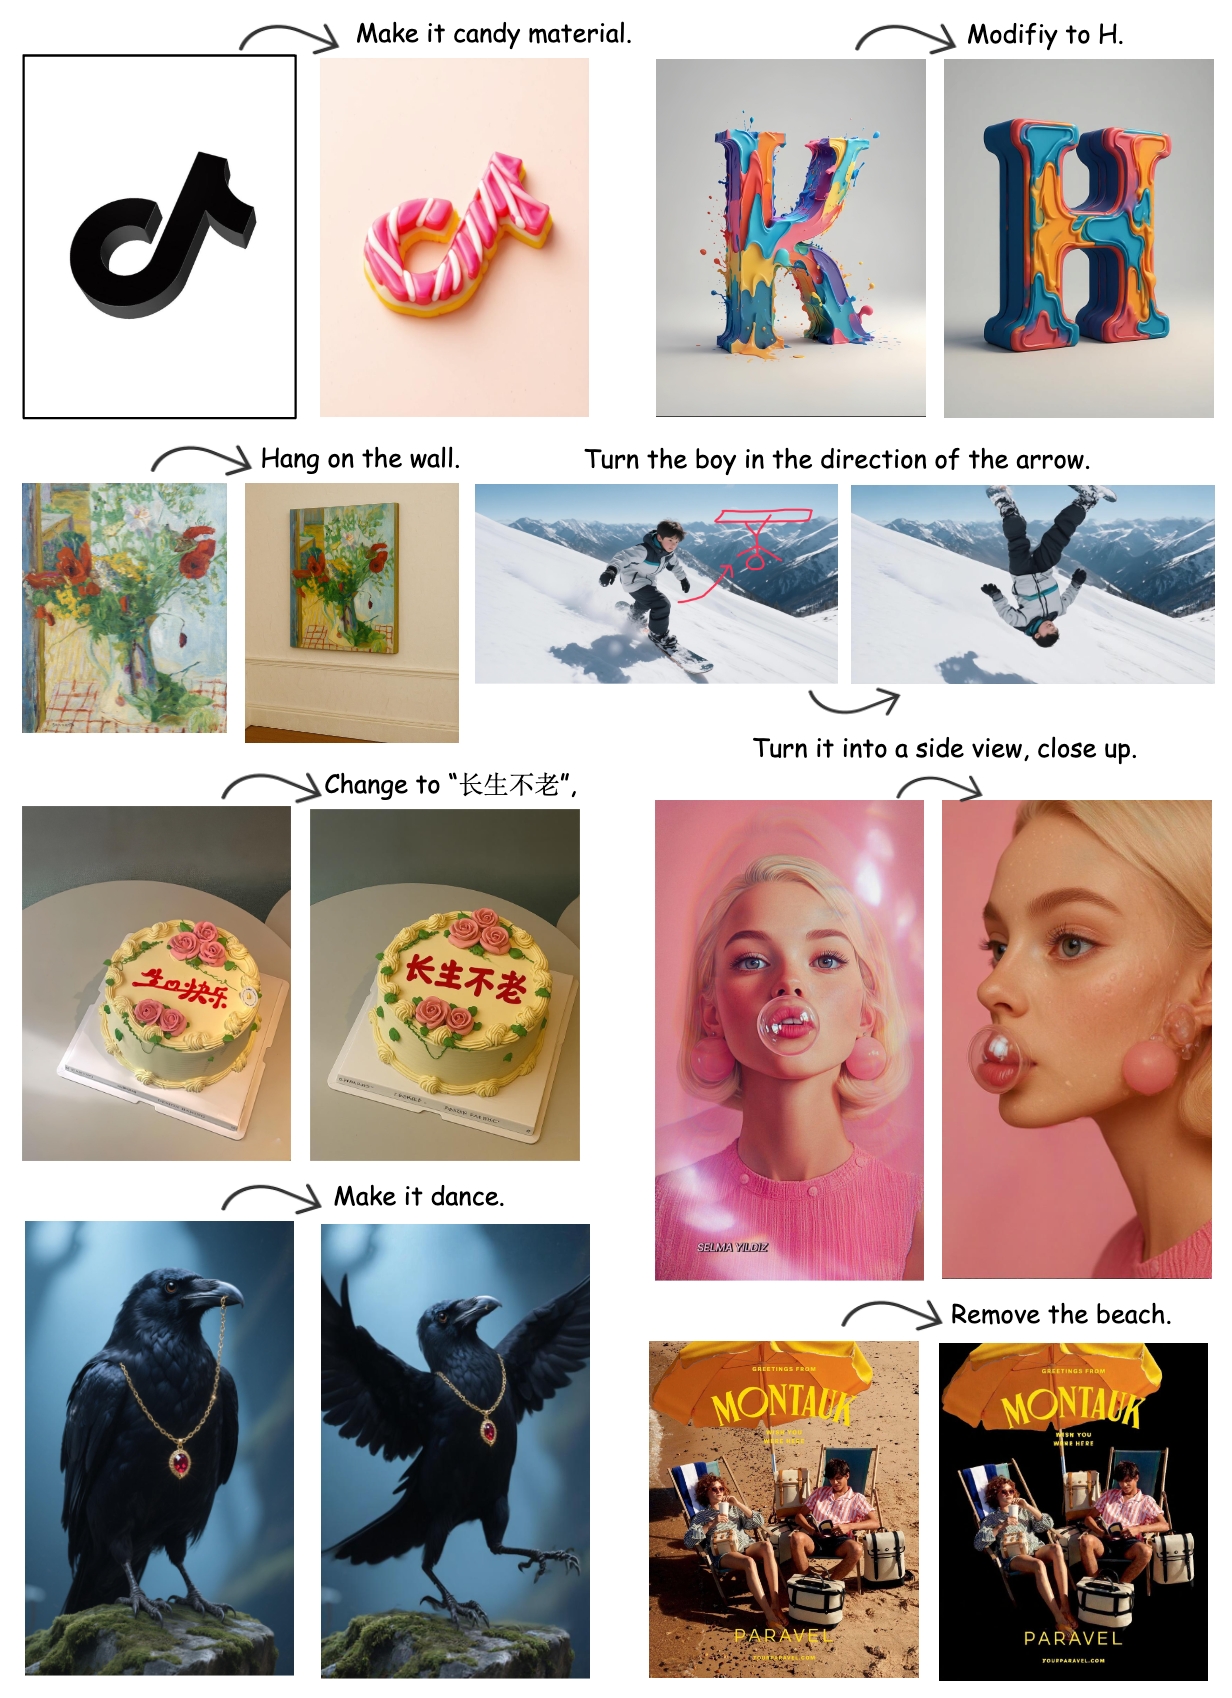 Make it candy material.
Modifiy to H.
Hang on the wall.
Turn the boy in the direction of the arrow.
Turn it into a side view, close up.
Change to “长生不老”,
生日快乐
长生不老
SELMA YILDIZ
Make it dance.
Remove the beach.
GREETINGS FROM
MONTAUK
WISH YOU
WERE HERE
PARAVEL
TOURPARAVEL.COM
GREETINGS FROM
MONTAUK
WISH YOU
WERE HERE
PARAVEL
TOURPARAVEL.COM